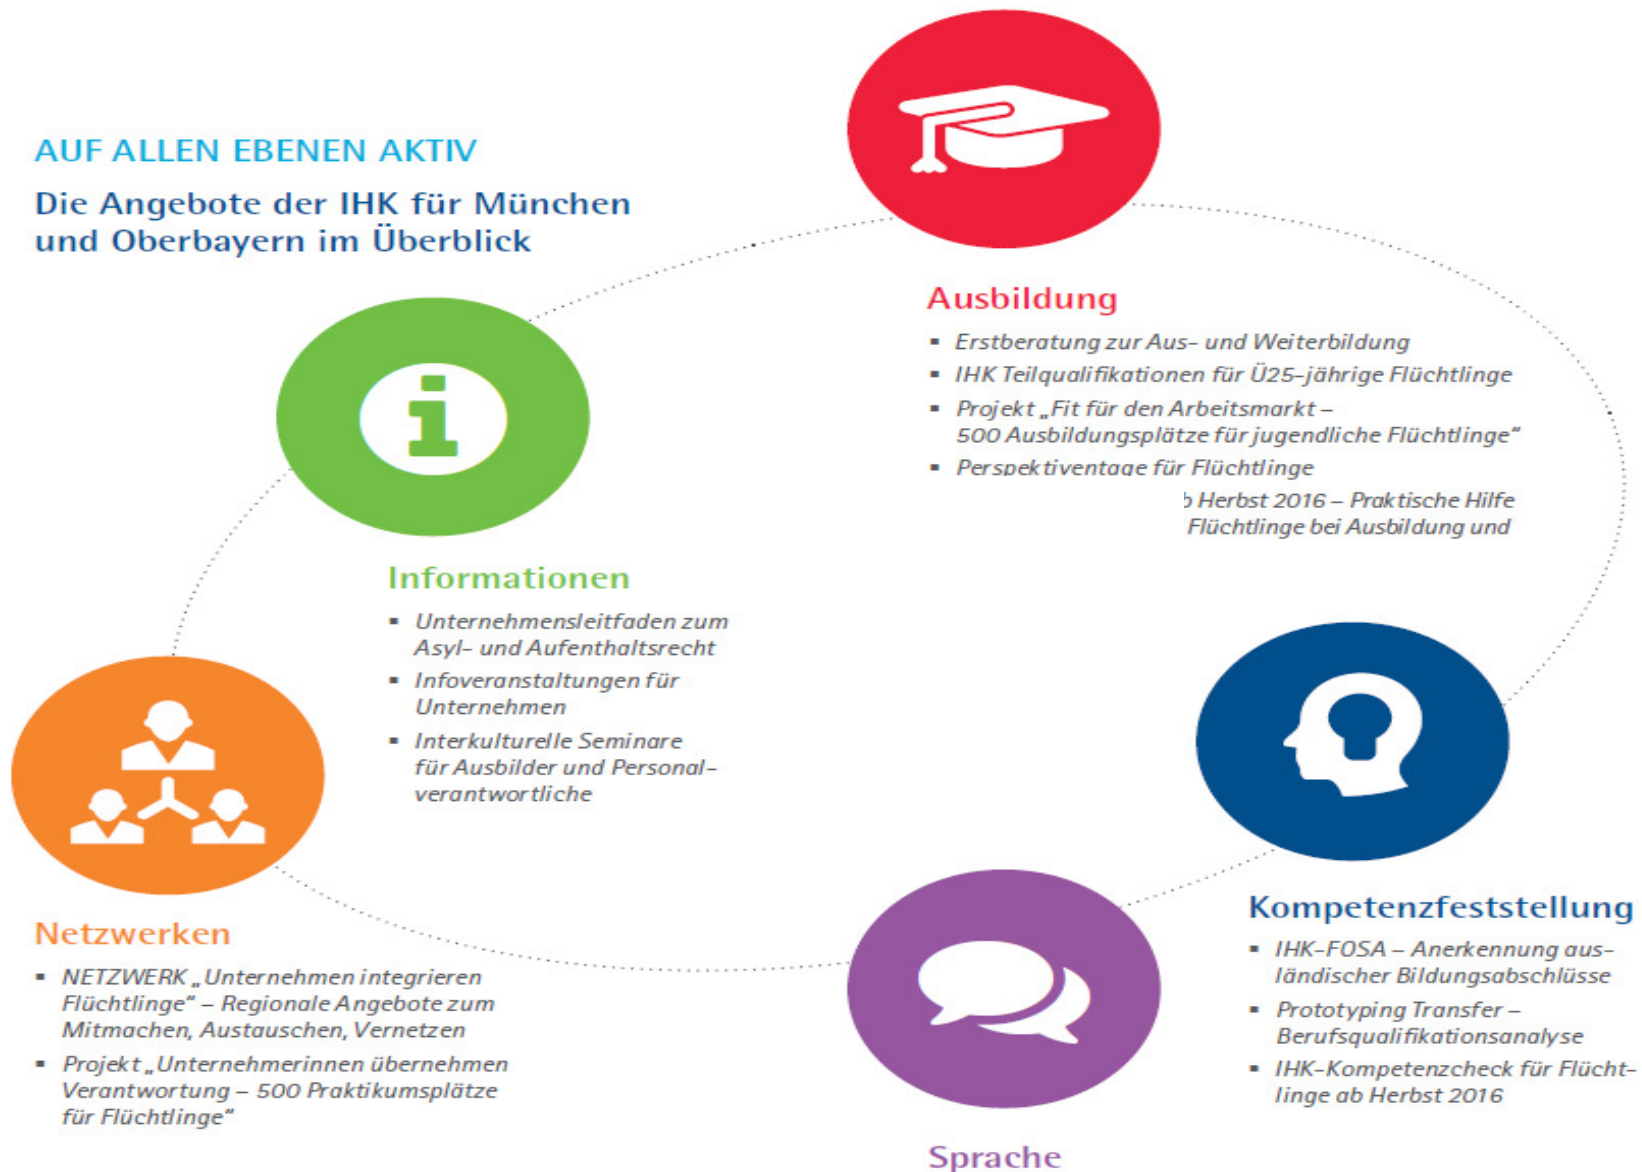 AUF ALLEN EBENEN AKTIV
Die Angebote der IHK für München
und Oberbayern im Überblick
Ausbildung
▪ Erstberatung zur Aus- und Weiterbildung
▪ IHK Teilqualifikationen für Ü25-jährige Flüchtlinge
▪ Projekt „Fit für den Arbeitsmarkt –
500 Ausbildungsplätze für jugendliche Flüchtlinge“
▪ Perspektiventage für Flüchtlinge
Herbst 2016 – Praktische Hilfe
Flüchtlinge bei Ausbildung und
Informationen
▪ Unternehmensleitfaden zum
Asyl- und Aufenthaltsrecht
▪ Infoveranstaltungen für
Unternehmen
▪ Interkulturelle Seminare
für Ausbilder und Personal-
verantwortliche
Netzwerken
▪ NETZWERK „Unternehmen integrieren
Flüchtlinge“ – Regionale Angebote zum
Mitmachen, Austauschen, Vernetzen
▪ Projekt „Unternehmerinnen übernehmen
Verantwortung – 500 Praktikumsplätze
für Flüchtlinge“
Kompetenzfeststellung
▪ IHK-FOSA – Anerkennung aus-
ländischer Bildungsabschlüsse
▪ Prototyping Transfer –
Berufsqualifikationsanalyse
▪ IHK-Kompetenzcheck für Flücht-
linge ab Herbst 2016
Sprache